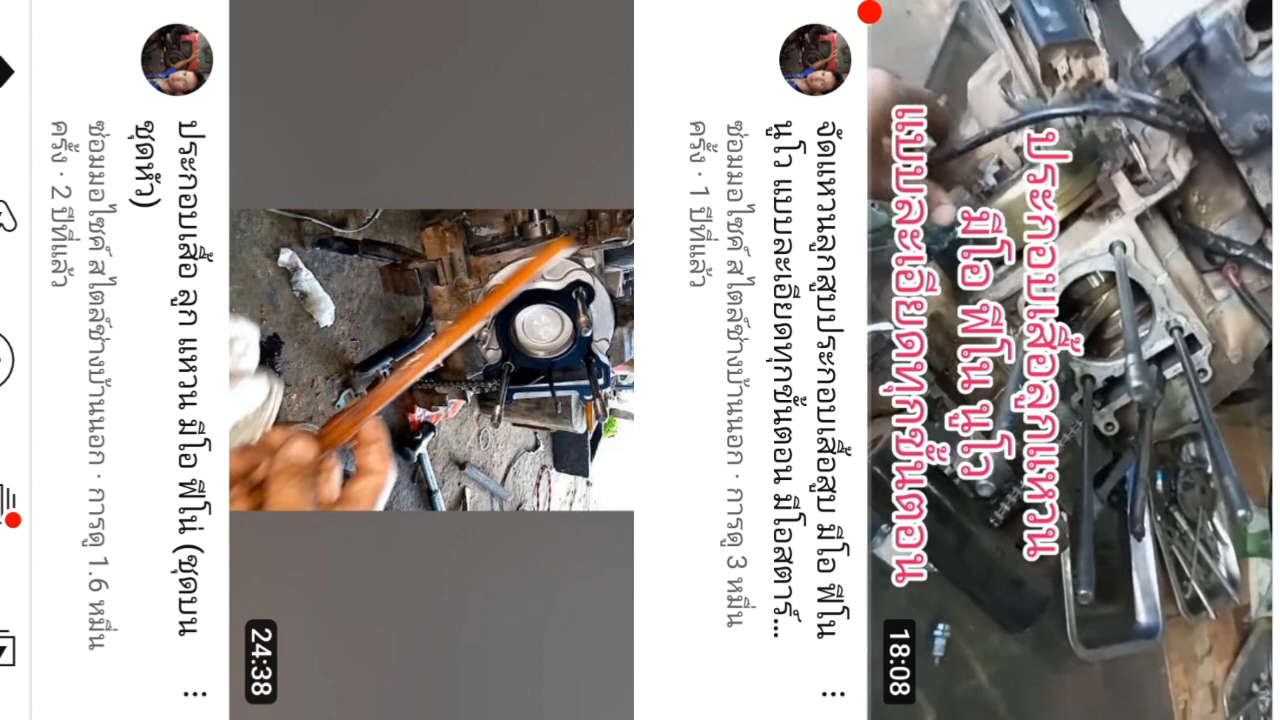 ประกอบเสื้อลูกแหวน
มีโอ ฟีโน นูโว
แบบละเอียดทุกขั้นตอน
18:08
จัดแหวนลูกสูบประกอบเสื้อสูบ มีโอ ฟีโน
นูโว แบบละเอียดทุกขั้นตอน มีโอสตาร์...
ซ่อมมอไซค์ สไตล์ช่างบ้านนอก · การดู 3 หมื่น
ครั้ง · 1 ปีที่แล้ว
24:38
ประกอบเสื้อ ลูก แหวน มีโอ ฟีโน่ (ชุดบน
ชุดหัว)
ซ่อมมอไซค์ สไตล์ช่างบ้านนอก · การดู 1.6 หมื่น
ครั้ง · 2 ปีที่แล้ว